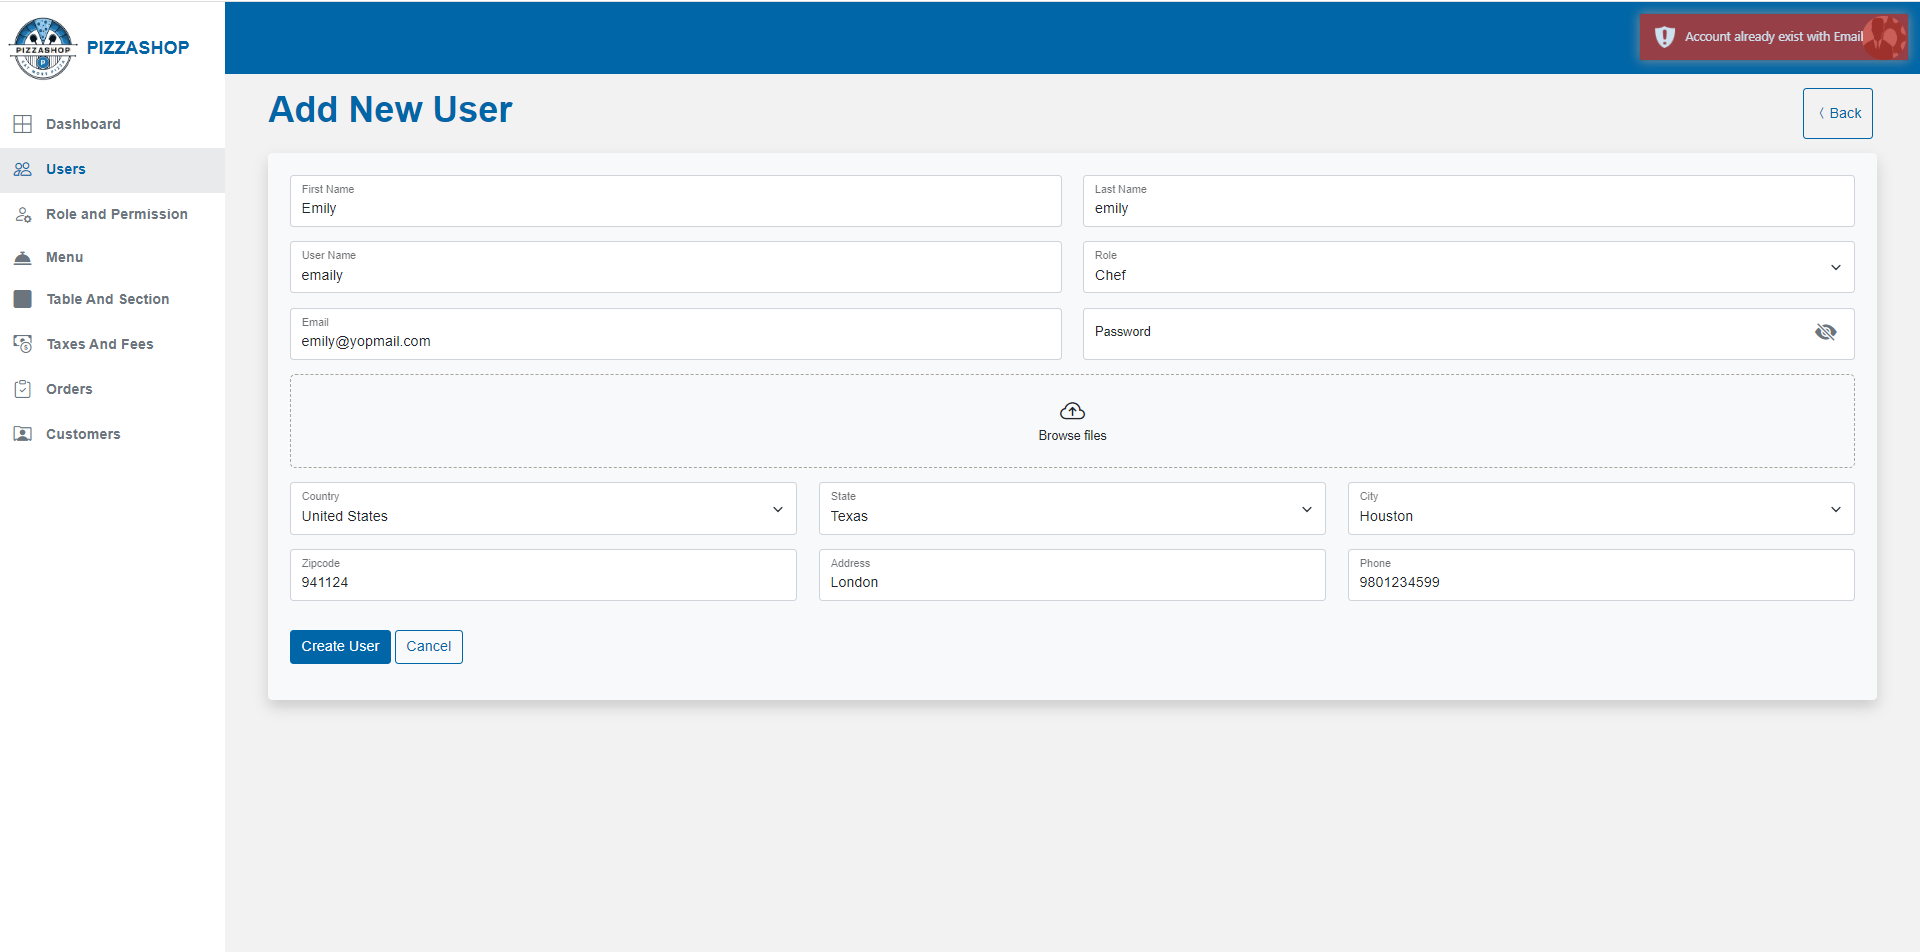 PIZZASHOP
PIZZASHOP
Account already exist with Email
Dashboard
Users
Role and Permission
Menu
Table And Section
Taxes And Fees
Orders
Customers
Add New User
Back
First Name
Emily
Last Name
emily
User Name
emaily
Role
Chef
Email
emily@yopmail.com
Password
Browse files
Country
United States
State
Texas
City
Houston
Zipcode
941124
Address
London
Phone
9801234599
Create User
Cancel